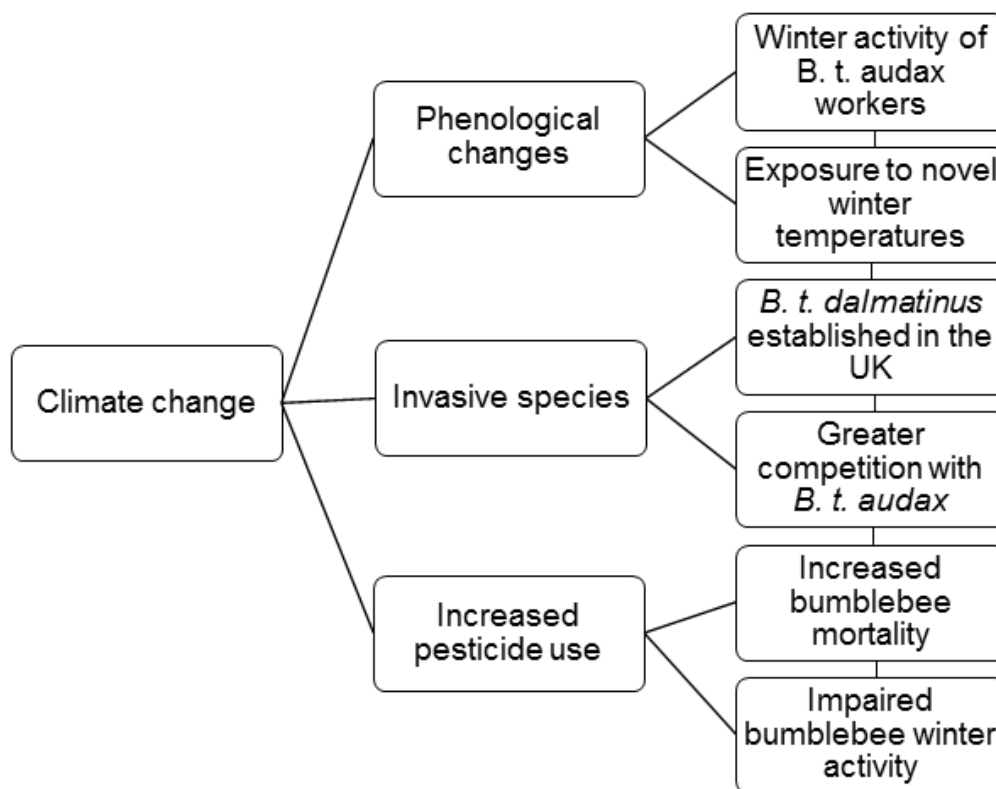 Winter activity of
B. t. audax
workers
Phenological
changes
Exposure to novel
winter
temperatures
B. t. dalmatinus
established in the
UK
Climate change
Invasive species
Greater
competition with
B. t. audax
Increased
bumblebee
mortality
Increased
pesticide use
Impaired
bumblebee winter
activity